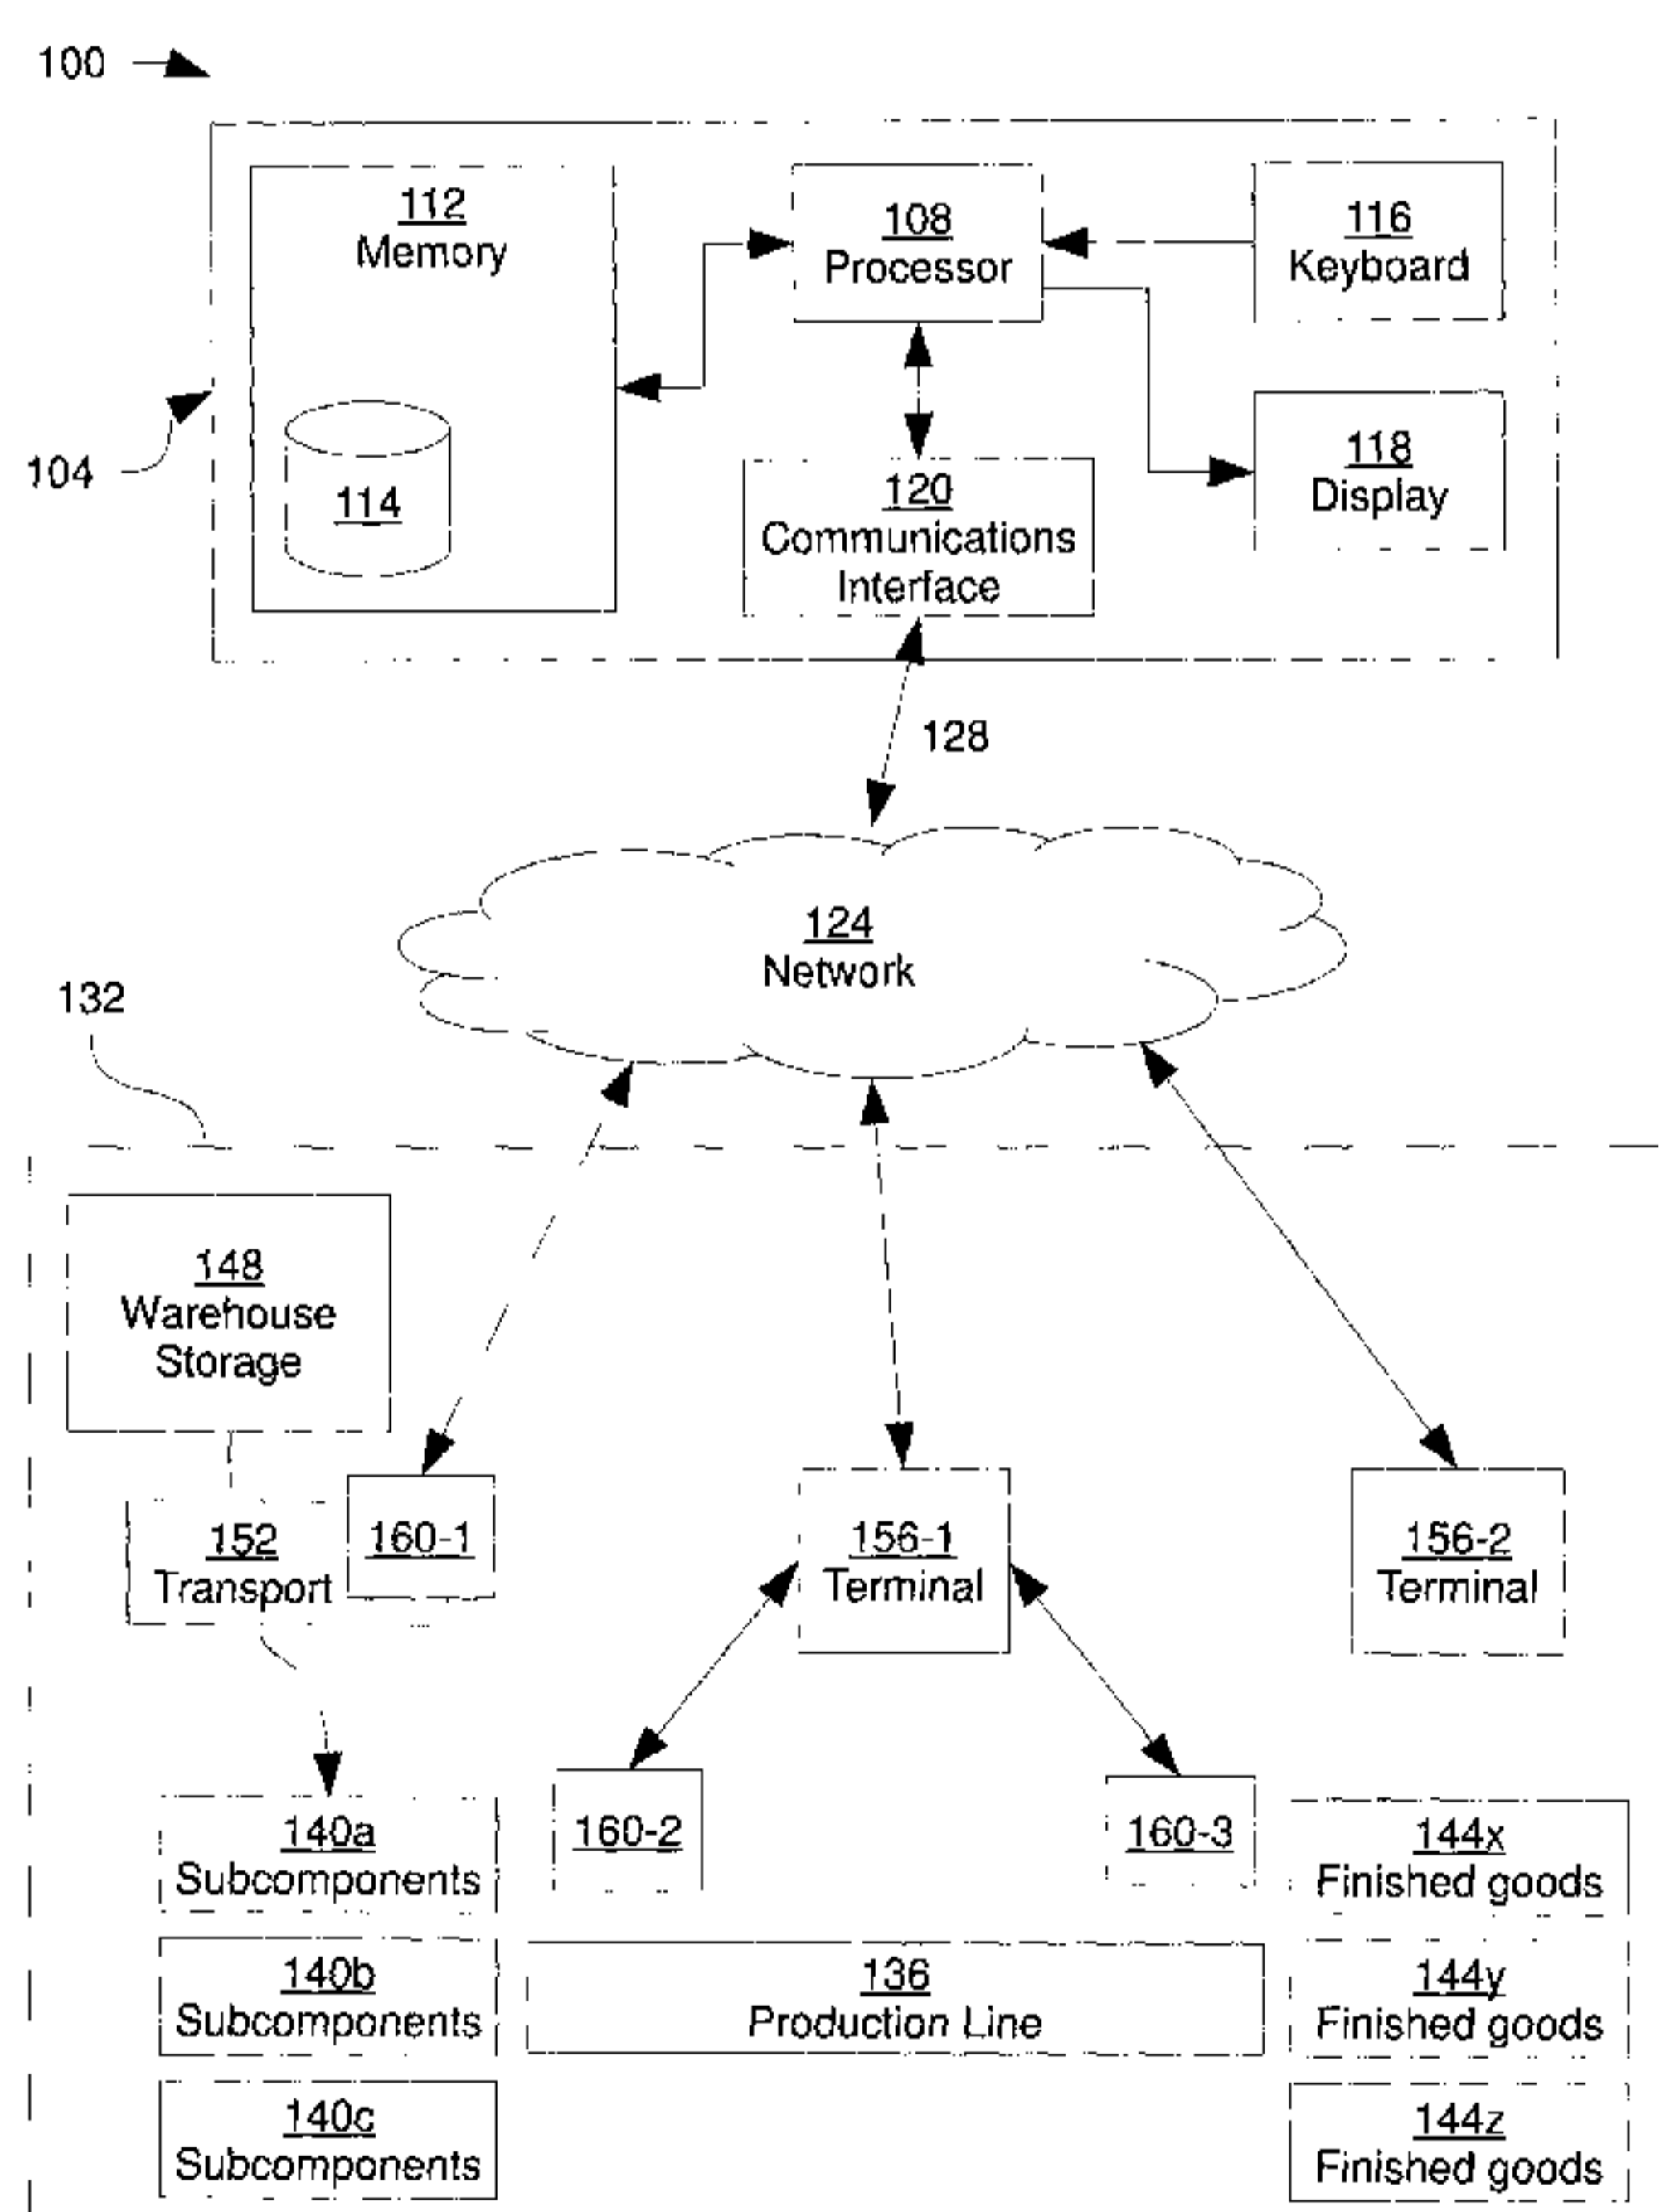 100
112
Memory
108
Processor
116
Keyboard
104
114
120
Communications
Interface
118
Display
128
124
Network
132
148
Warehouse
Storage
152
Transport
160-1
156-1
Terminal
156-2
Terminal
140a
Subcomponents
160-2
160-3
144x
Finished goods
140b
Subcomponents
136
Production Line
144y
Finished goods
140c
Subcomponents
144z
Finished goods